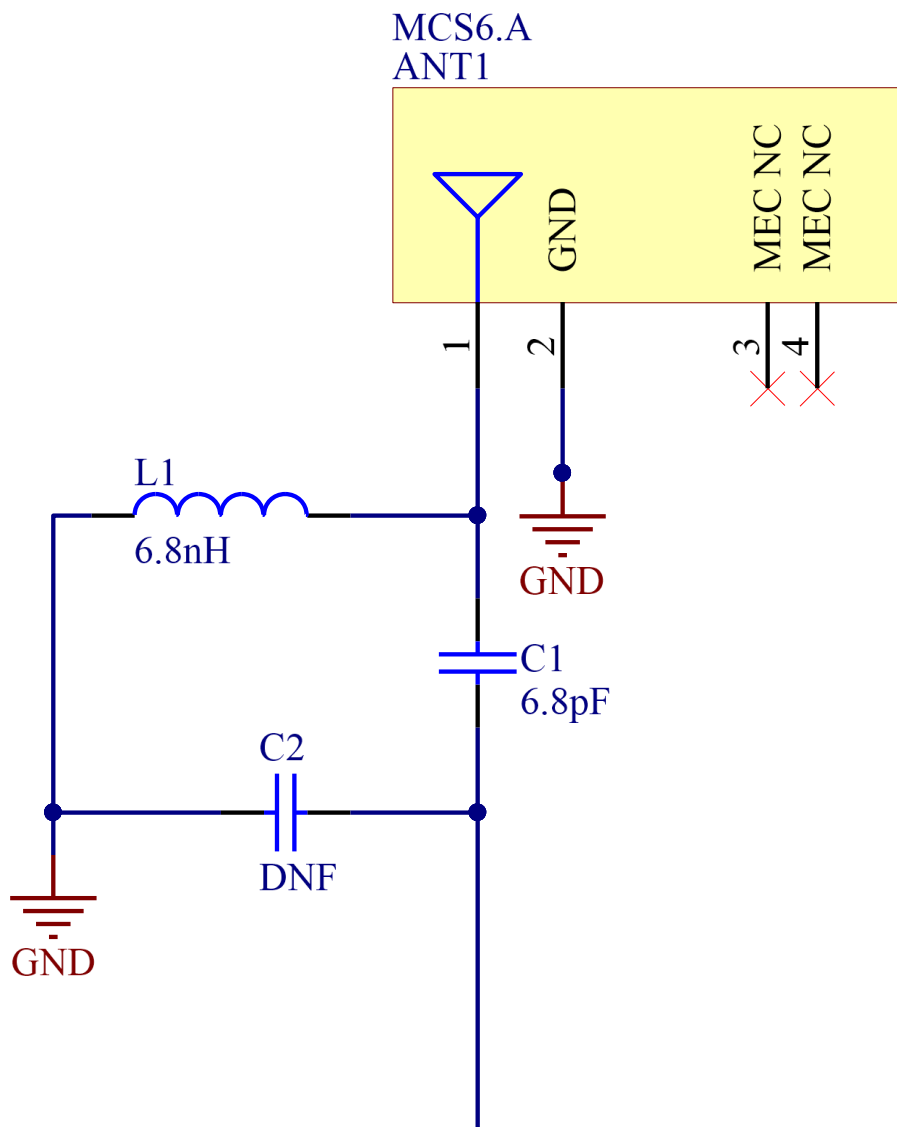 MCS6.A
ANT1
GND
MEC NC
MEC NC
1
2
3
4
L1
6.8nH
GND
C1
6.8pF
C2
DNF
GND